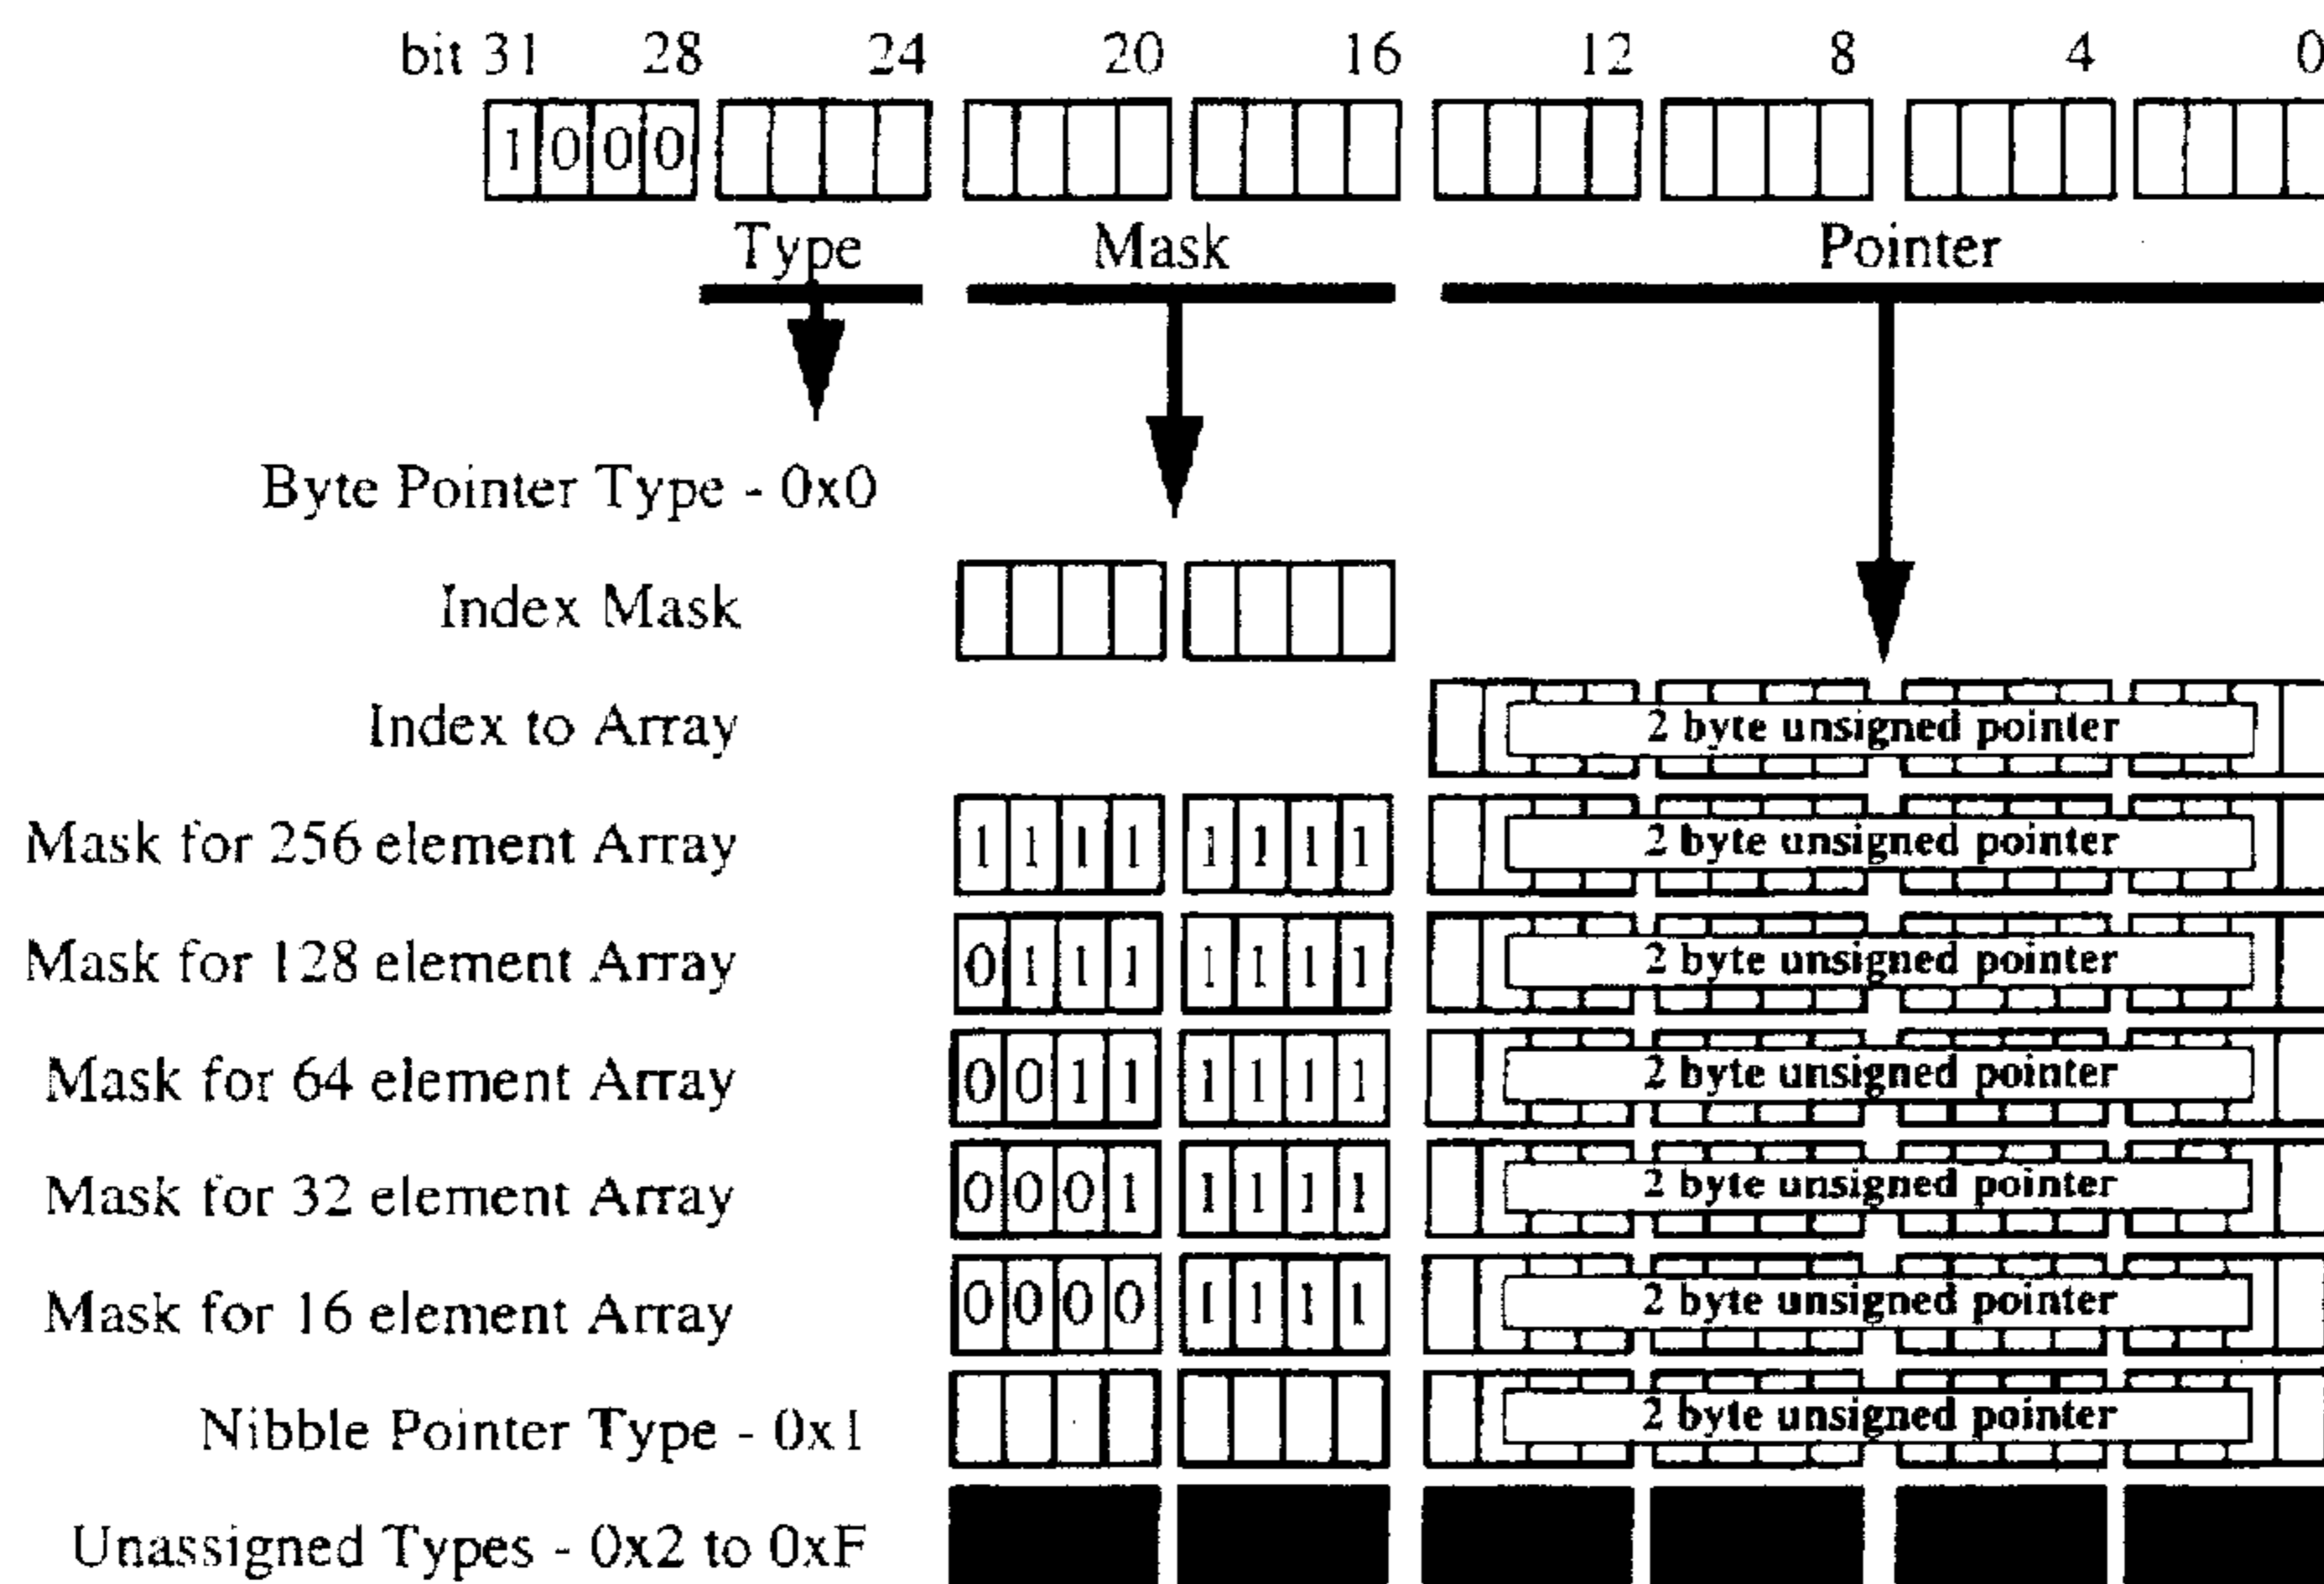 bit 31 28 24 20 16 12 8 4 0
1 0 0 0
Type Mask Pointer
Byte Pointer Type - 0x0
Index Mask
Index to Array 2 byte unsigned pointer
Mask for 256 element Array 1 1 1 1 1 1 1 1 2 byte unsigned pointer
Mask for 128 element Array 0 1 1 1 1 1 1 1 2 byte unsigned pointer
Mask for 64 element Array 0 0 1 1 1 1 1 1 2 byte unsigned pointer
Mask for 32 element Array 0 0 0 1 1 1 1 1 2 byte unsigned pointer
Mask for 16 element Array 0 0 0 0 1 1 1 1 2 byte unsigned pointer
Nibble Pointer Type - 0x1 2 byte unsigned pointer
Unassigned Types - 0x2 to 0xF